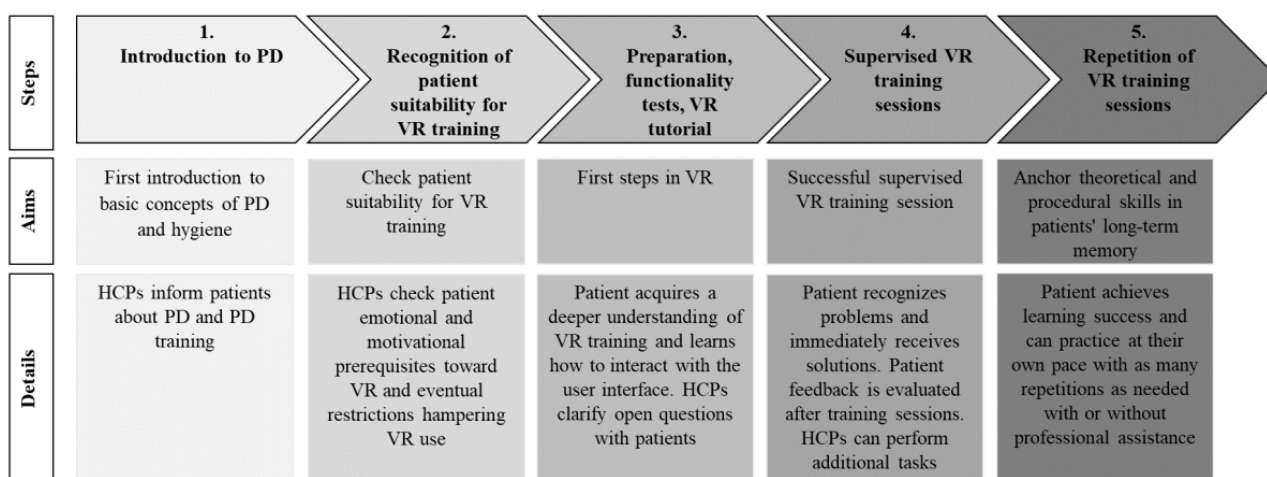 Steps
1.
Introduction to PD
2.
Recognition of
patient
suitability for
VR training
3.
Preparation,
functionality
tests, VR
tutorial
4.
Supervised VR
training
sessions
5.
Repetition of
VR training
sessions
Aims
First introduction to
basic concepts of PD
and hygiene
Check patient
suitability for VR
training
First steps in VR
Successful supervised
VR training session
Anchor theoretical and
procedural skills in
patients' long-term
memory
Details
HCPs inform patients
about PD and PD
training
HCPs check patient
emotional and
motivational
prerequisites toward
VR and eventual
restrictions hampering
VR use
Patient acquires a
deeper understanding of
VR training and learns
how to interact with the
user interface. HCPs
clarify open questions
with patients
Patient recognizes
problems and
immediately receives
solutions. Patient
feedback is evaluated
after training sessions.
HCPs can perform
additional tasks
Patient achieves
learning success and
can practice at their
own pace with as many
repetitions as needed
with or without
professional assistance